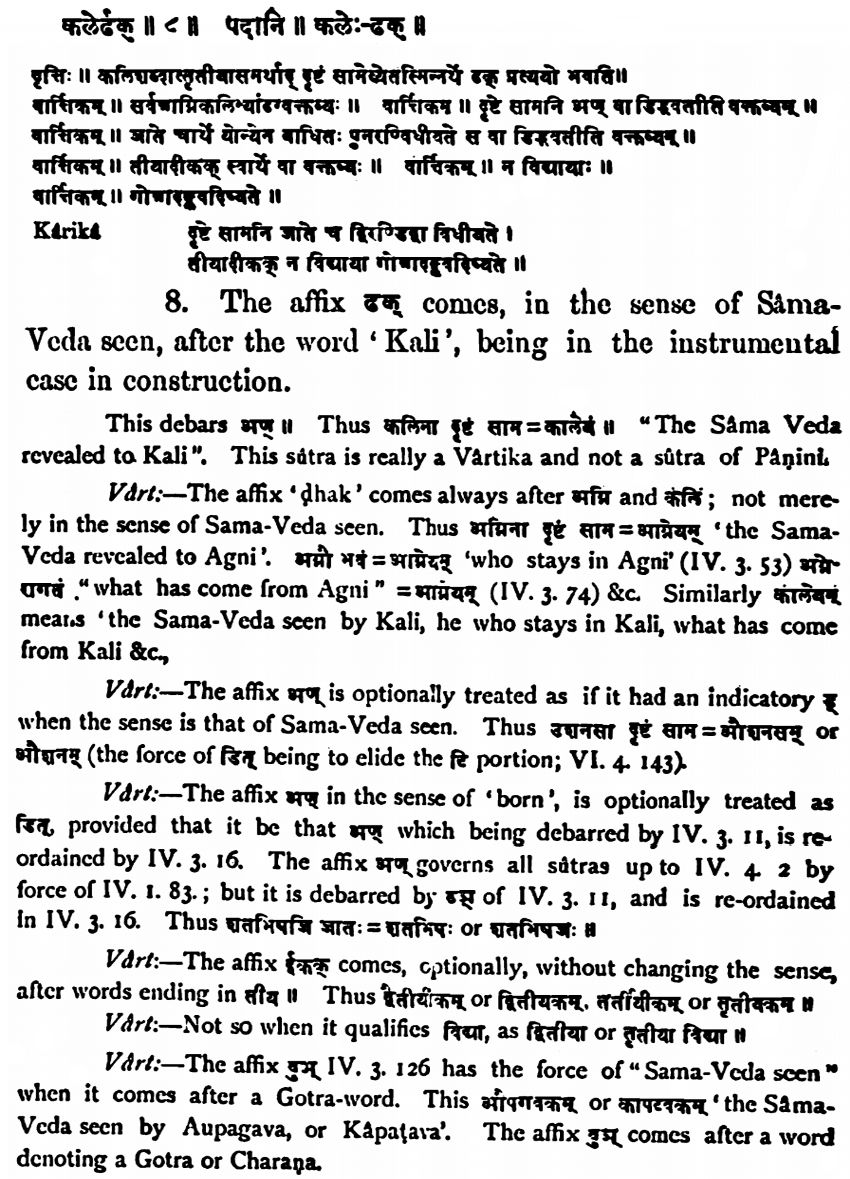 कलेर्ढक् ॥ ८ ॥ पदानि ॥ कलेः-ढक् ॥
वृत्तिः ॥ कलिशब्दात्तृतीयासमर्थाद् दृष्टं सामेत्येतस्मिन्नर्थे ढक् प्रत्ययो भवति॥
वार्त्तिकम् ॥ सर्वत्राग्निकलिभ्यांढग्वक्तव्यः ॥ वार्त्तिकम् ॥ दृष्टे सामनि अण् वा डिद्भवतीति वक्तव्यम् ॥
वार्त्तिकम् ॥ जाते चार्थे योन्येन बाधितः पुनरण्विधीयते स वा डिद्भवतीति वक्तव्यम् ॥
वार्त्तिकम् ॥ तीयादीकक् स्वार्थे वा वक्तव्यः ॥ वार्त्तिकम् ॥ न विद्यायाः ॥
वार्त्तिकम् ॥ गोत्रादङ्कवदिष्यते ॥
Kârikâ दृष्टे सामनि जाते च द्विरण्डिद्वा विधीयते ।
तीयादीकक् न विद्याया गोत्रादङ्कवदिष्यते ॥
8. The affix ढक् comes, in the sense of Sâma-
Veda seen, after the word ‘Kali’, being in the instrumental
case in construction.
This debars अण् ॥ Thus कलिना दृष्टं साम = कालेयं ॥ “The Sâma Veda
revealed to Kali”. This sûtra is really a Vârtika and not a sûtra of Pâṇini.
Vârt:—The affix ‘ḍhak’ comes always after अग्नि and कलि ; not mere-
ly in the sense of Sama-Veda seen. Thus अग्निना दृष्टं साम = आग्नेयम् ‘the Sama-
Veda revealed to Agni’. अग्नौ भवं = आग्नेयम् ‘who stays in Agni’ (IV. 3. 53) अग्ने-
रागतं “what has come from Agni” = आग्नेयम् (IV. 3. 74) &c. Similarly कालेयम्
means ‘the Sama-Veda seen by Kali, he who stays in Kali, what has come
from Kali &c.,
Vârt:—The affix अण् is optionally treated as if it had an indicatory ड्
when the sense is that of Sama-Veda seen. Thus उशनसा दृष्टं साम = औशनसम् or
औशनम् (the force of डित् being to elide the टि portion; VI. 4. 143).
Vârt:—The affix अण् in the sense of ‘born’, is optionally treated as
डित्, provided that it be that अण् which being debarred by IV. 3. 11, is re-
ordained by IV. 3. 16. The affix अण् governs all sûtras up to IV. 4. 2 by
force of IV. 1. 83. ; but it is debarred by ठञ् of IV. 3. 11, and is re-ordained
in IV. 3. 16. Thus शतभिषजि जातः = शतभिषः or शतभिषजः ॥
Vârt:—The affix ईकक् comes, optionally, without changing the sense,
after words ending in तीय ॥ Thus द्वैतीयीकम् or द्वितीयकम्, तार्तीयीकम् or तृतीयकम् ॥
Vârt:—Not so when it qualifies विद्या, as द्वितीया or तृतीया विद्या ॥
Vârt:—The affix वुञ् IV. 3. 126 has the force of “Sama-Veda seen”
when it comes after a Gotra-word. This औपगवकम् or कापटवकम् ‘the Sâma-
Veda seen by Aupagava, or Kâpaṭava’. The affix वुञ् comes after a word
denoting a Gotra or Charaṇa.